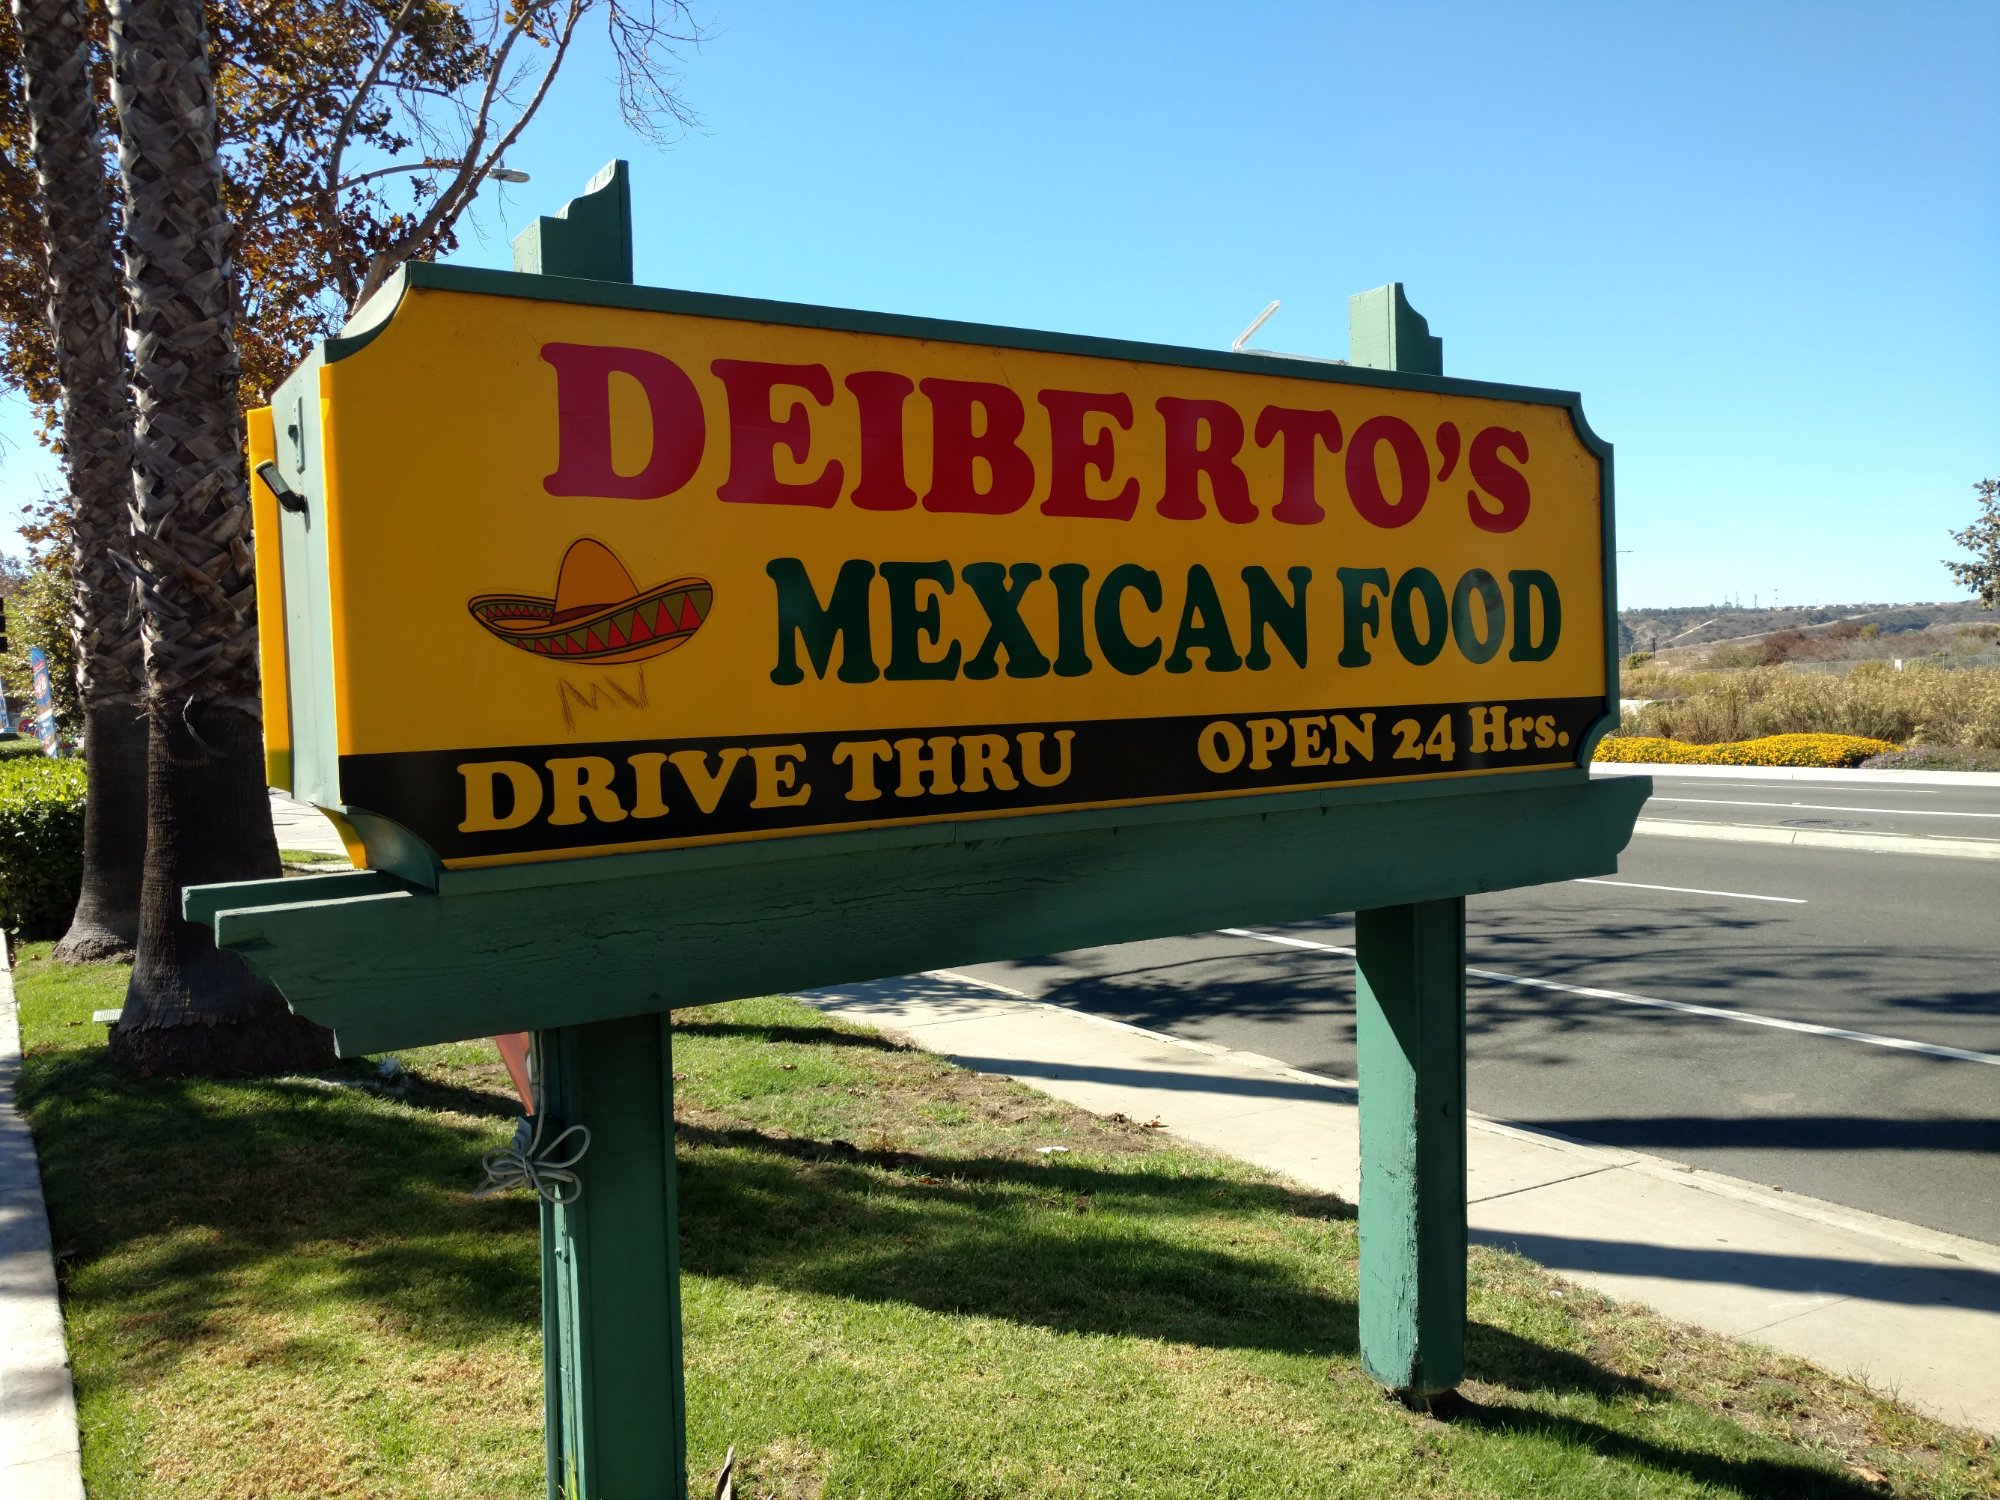 DEIBERTO'S
MEXICAN FOOD
DRIVE THRU OPEN 24 Hrs.